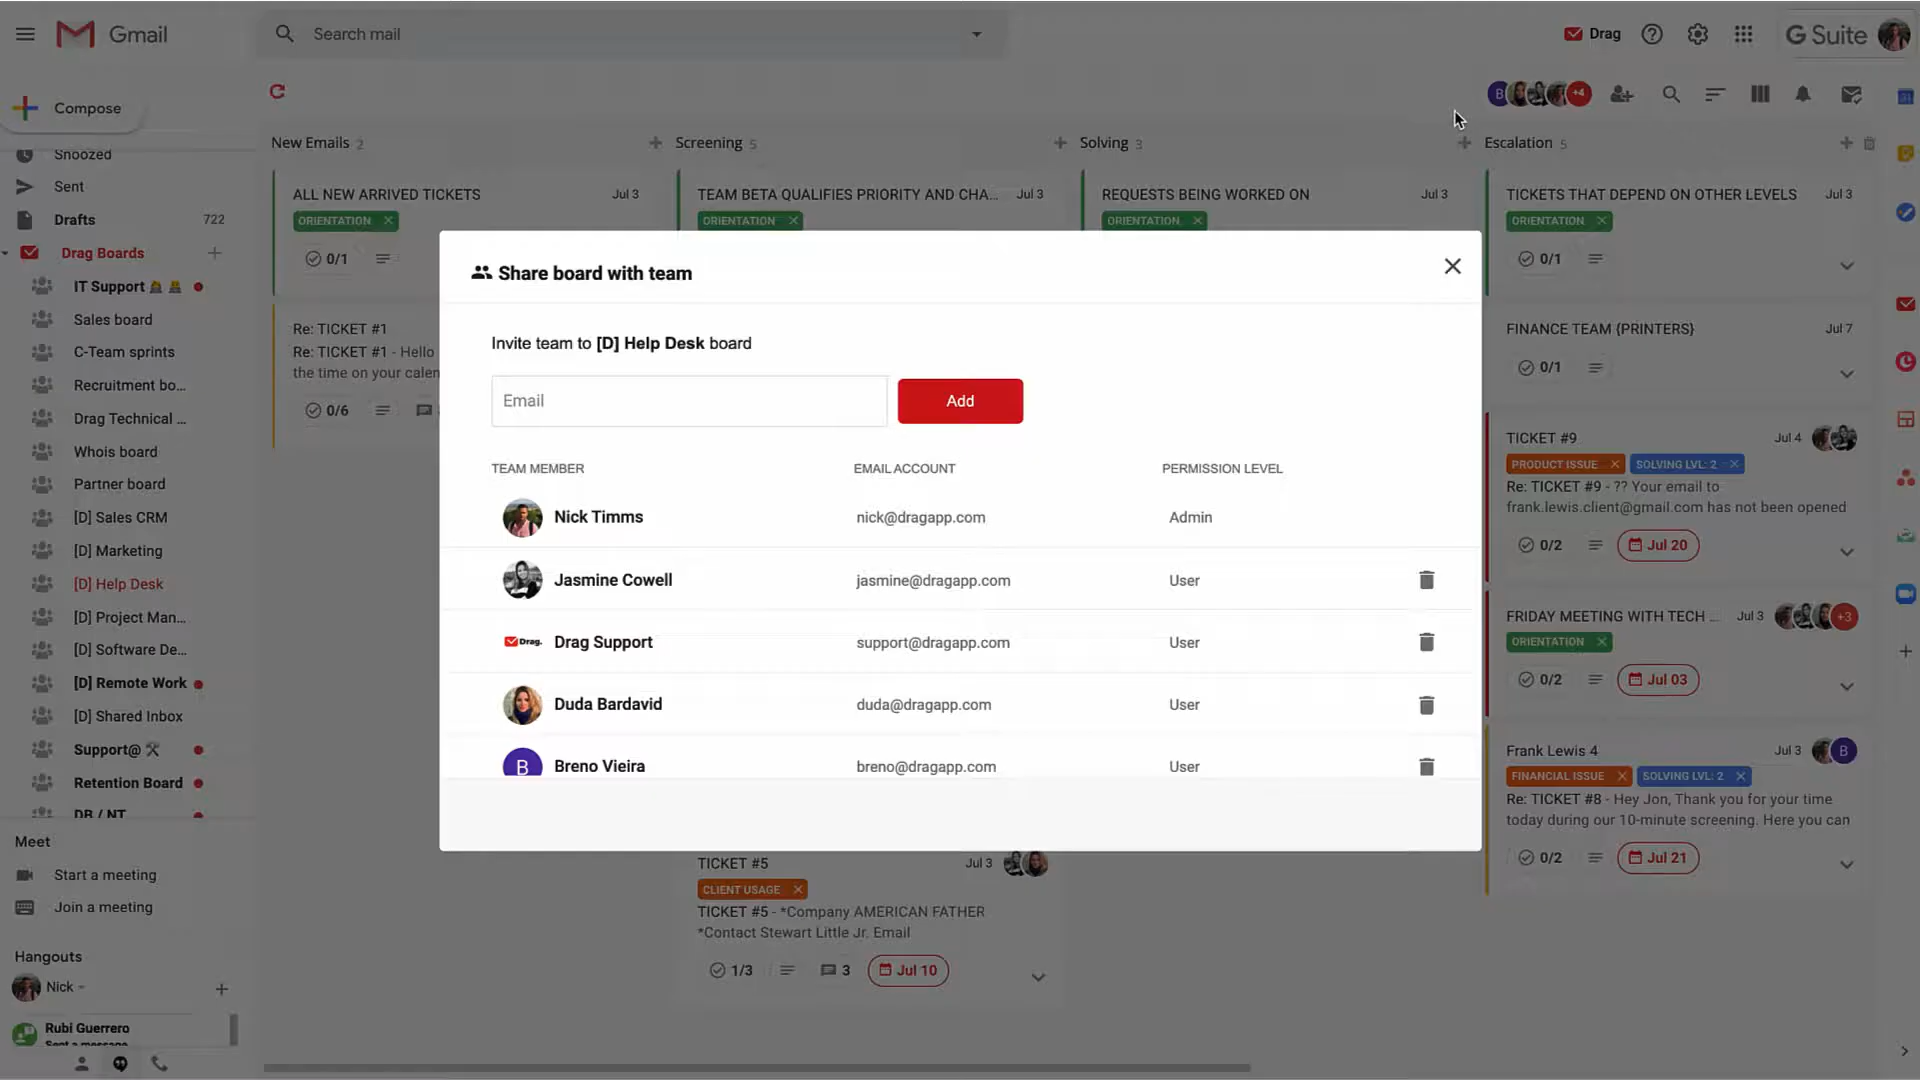 Gmail
Search mail
Drag
G Suite
Compose
Snoozed
Sent
Drafts 722
Drag Boards
IT Support
Sales board
C-Team sprints
Recruitment bo...
Drag Technical ...
Whois board
Partner board
[D] Sales CRM
[D] Marketing
[D] Help Desk
[D] Project Man...
[D] Software De...
[D] Remote Work
[D] Shared Inbox
Support@
Retention Board
DB / NT
Meet
Start a meeting
Join a meeting
Hangouts
Nick
Rubi Guerrero
Sent a message
B +4
New Emails 2
ALL NEW ARRIVED TICKETS Jul 3
ORIENTATION
0/1
Re: TICKET #1
Re: TICKET #1 - Hello
the time on your calen
0/6
Screening 5
TEAM BETA QUALIFIES PRIORITY AND CHA... Jul 3
ORIENTATION
Solving 3
REQUESTS BEING WORKED ON Jul 3
ORIENTATION
Share board with team
Invite team to [D] Help Desk board
Email
Add
TEAM MEMBER EMAIL ACCOUNT PERMISSION LEVEL
Nick Timms nick@dragapp.com Admin
Jasmine Cowell jasmine@dragapp.com User
Drag. Drag Support support@dragapp.com User
Duda Bardavid duda@dragapp.com User
B Breno Vieira breno@dragapp.com User
TICKET #5 Jul 3
CLIENT USAGE
TICKET #5 - *Company AMERICAN FATHER
*Contact Stewart Little Jr. Email
1/3 3 Jul 10
Escalation 5
TICKETS THAT DEPEND ON OTHER LEVELS Jul 3
ORIENTATION
0/1
FINANCE TEAM {PRINTERS} Jul 7
0/1
TICKET #9 Jul 4
PRODUCT ISSUE SOLVING LVL: 2
Re: TICKET #9 - ?? Your email to
frank.lewis.client@gmail.com has not been opened
0/2 Jul 20
FRIDAY MEETING WITH TECH ... Jul 3 +3
ORIENTATION
0/2 Jul 03
Frank Lewis 4 Jul 3 B
FINANCIAL ISSUE SOLVING LVL: 2
Re: TICKET #8 - Hey Jon, Thank you for your time
today during our 10-minute screening. Here you can
0/2 Jul 21